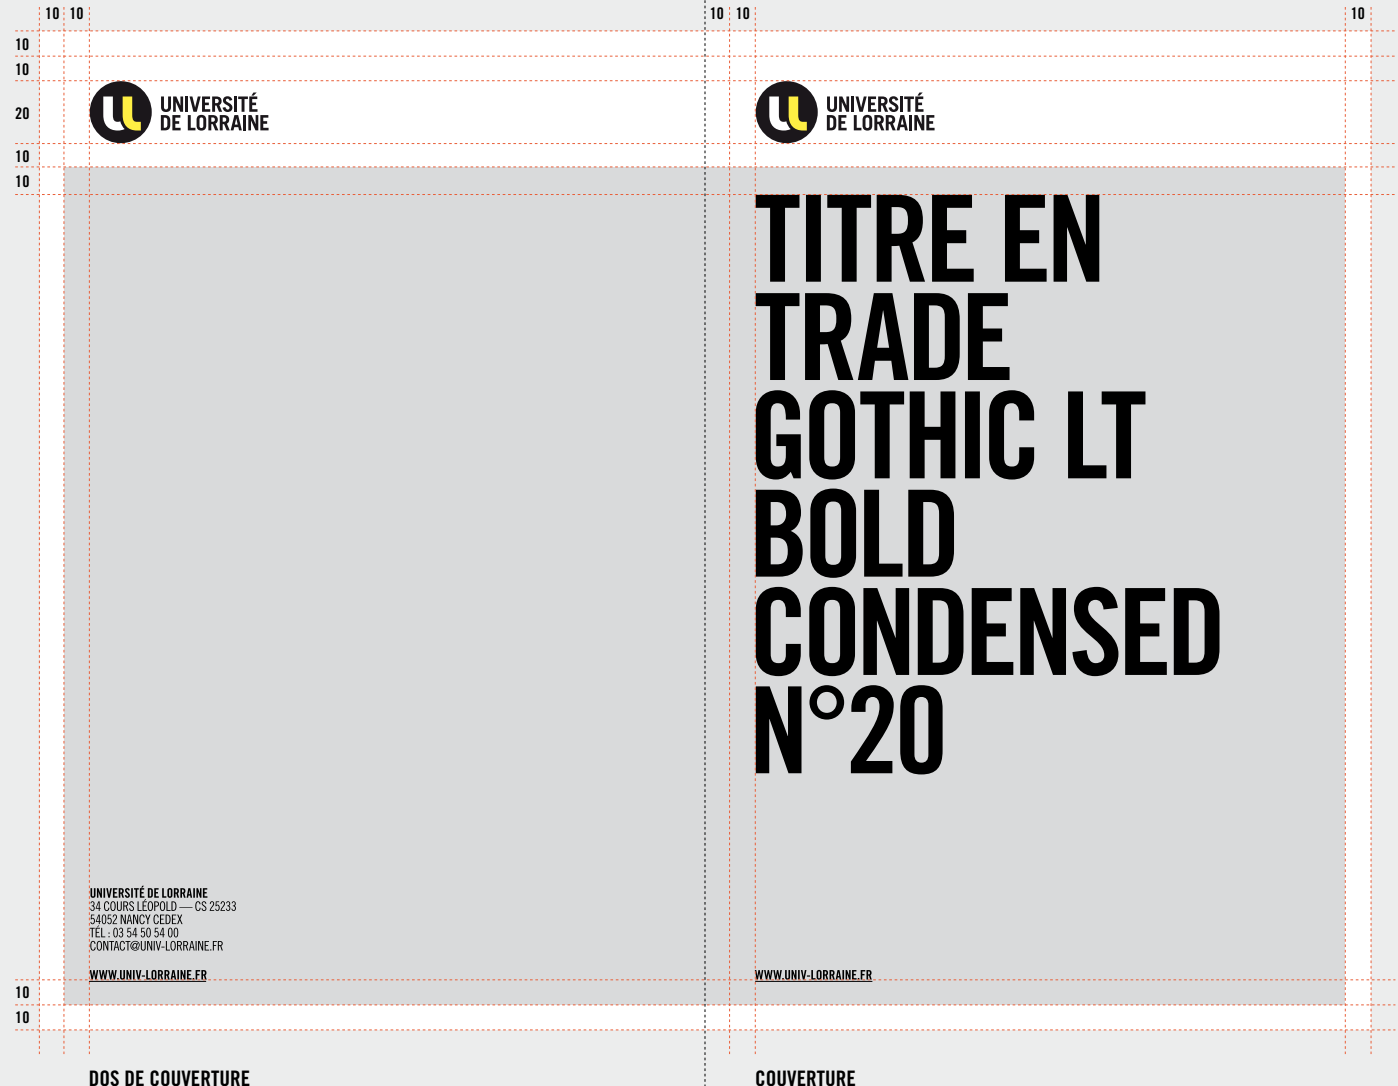 10 10 10 10 10
10
10
20
10
10
UNIVERSITÉ
DE LORRAINE
UNIVERSITÉ
DE LORRAINE
TITRE EN
TRADE
GOTHIC LT
BOLD
CONDENSED
N°20
UNIVERSITÉ DE LORRAINE
34 COURS LÉOPOLD — CS 25233
54052 NANCY CEDEX
TÉL : 03 54 50 54 00
CONTACT@UNIV-LORRAINE.FR
WWW.UNIV-LORRAINE.FR
WWW.UNIV-LORRAINE.FR
10
10
DOS DE COUVERTURE
COUVERTURE